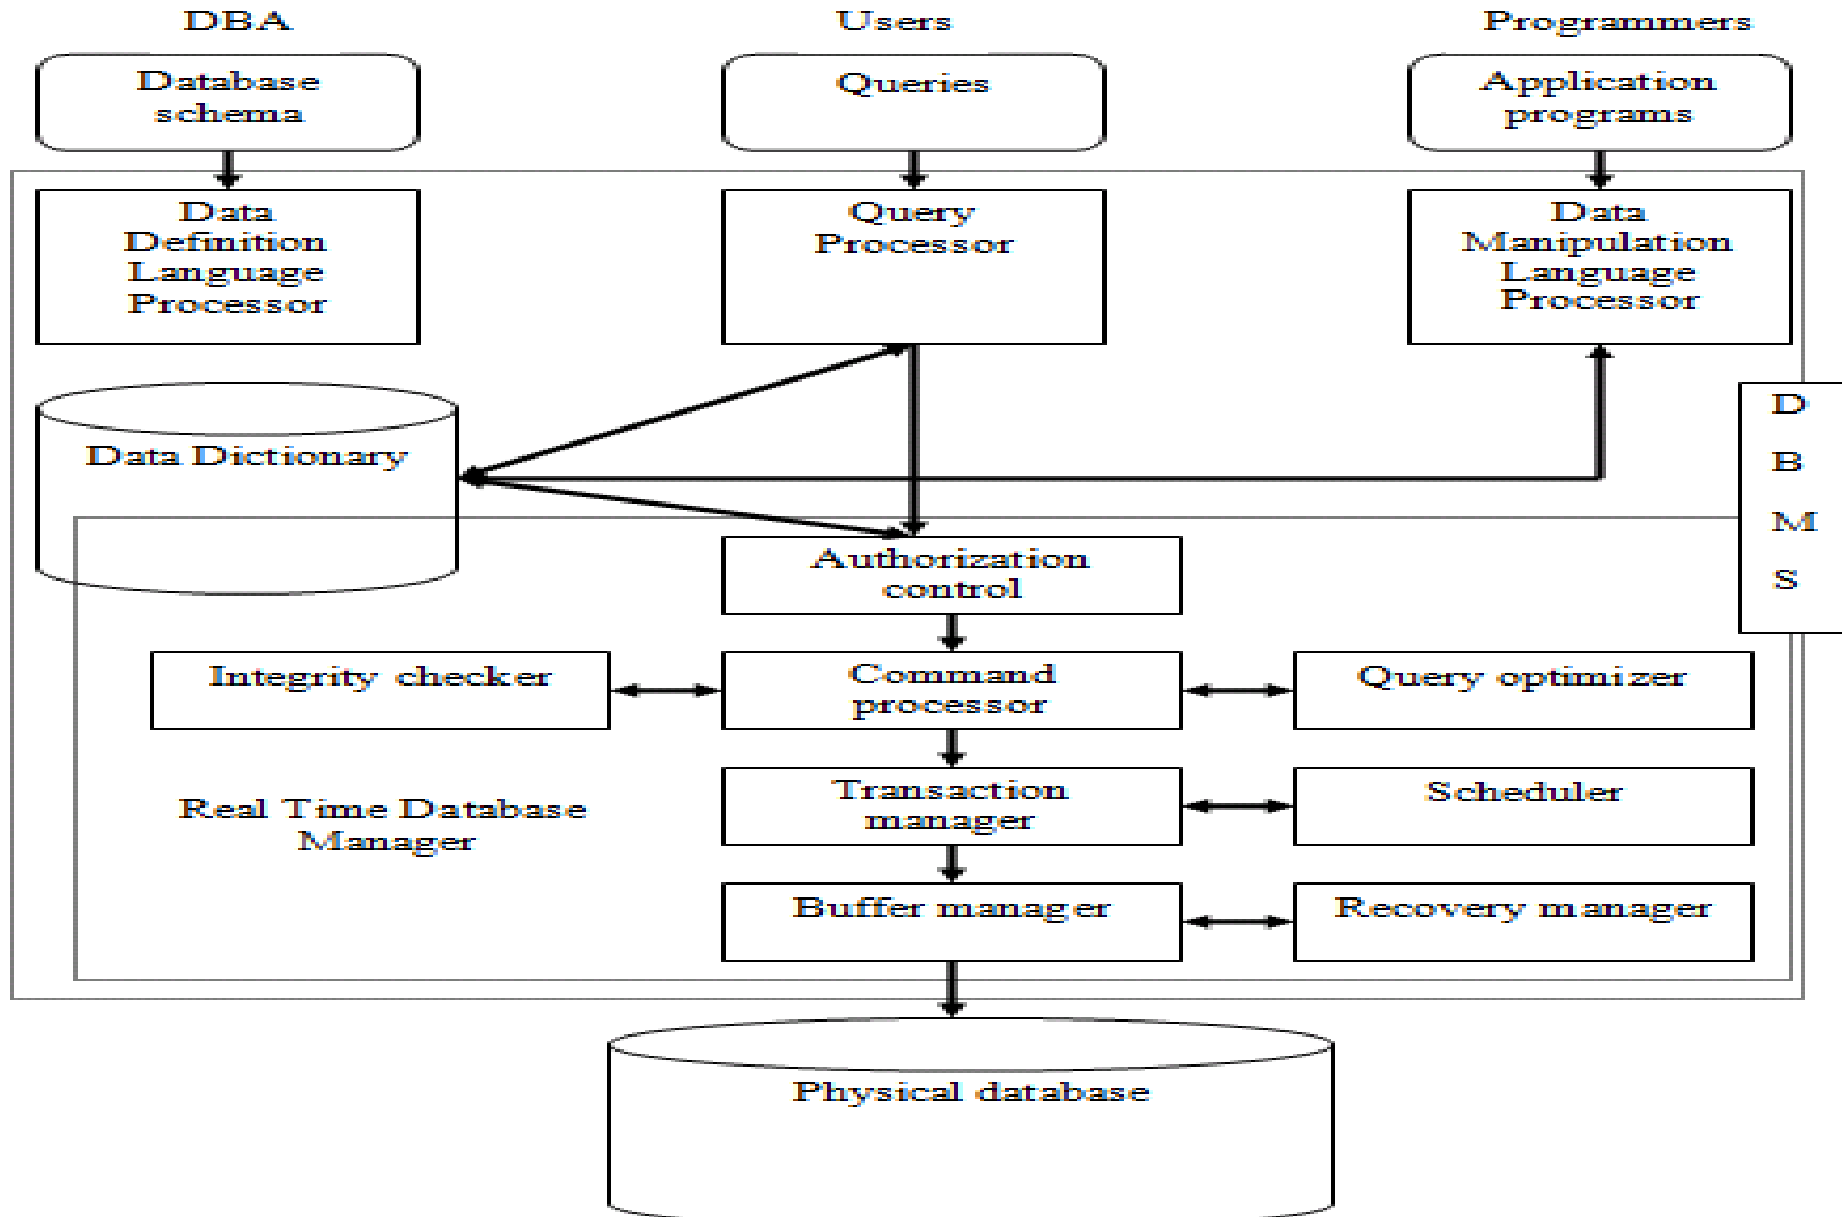 DBA
Users
Programmers
Database
schema
Queries
Application
programs
Data
Definition
Language
Processor
Query
Processor
Data
Manipulation
Language
Processor
Data Dictionary
D
B
M
S
Authorization
control
Integrity checker
Command
processor
Query optimizer
Real Time Database
Manager
Transaction
manager
Scheduler
Buffer manager
Recovery manager
Physical database